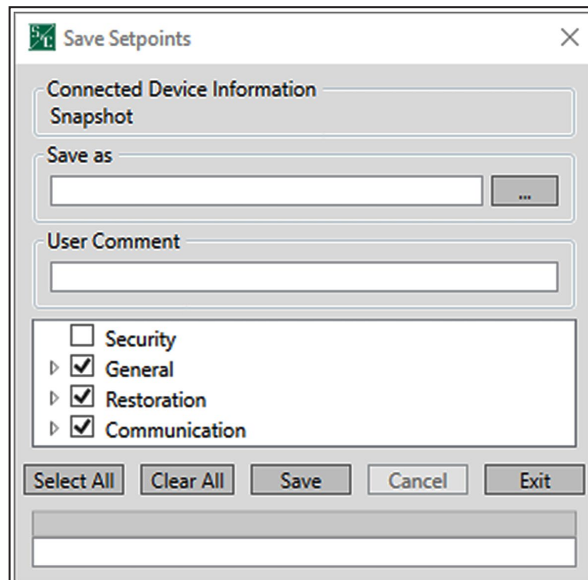 S/C Save Setpoints
Connected Device Information
Snapshot
Save as
...
User Comment
Security
General
Restoration
Communication
Select All Clear All Save Cancel Exit